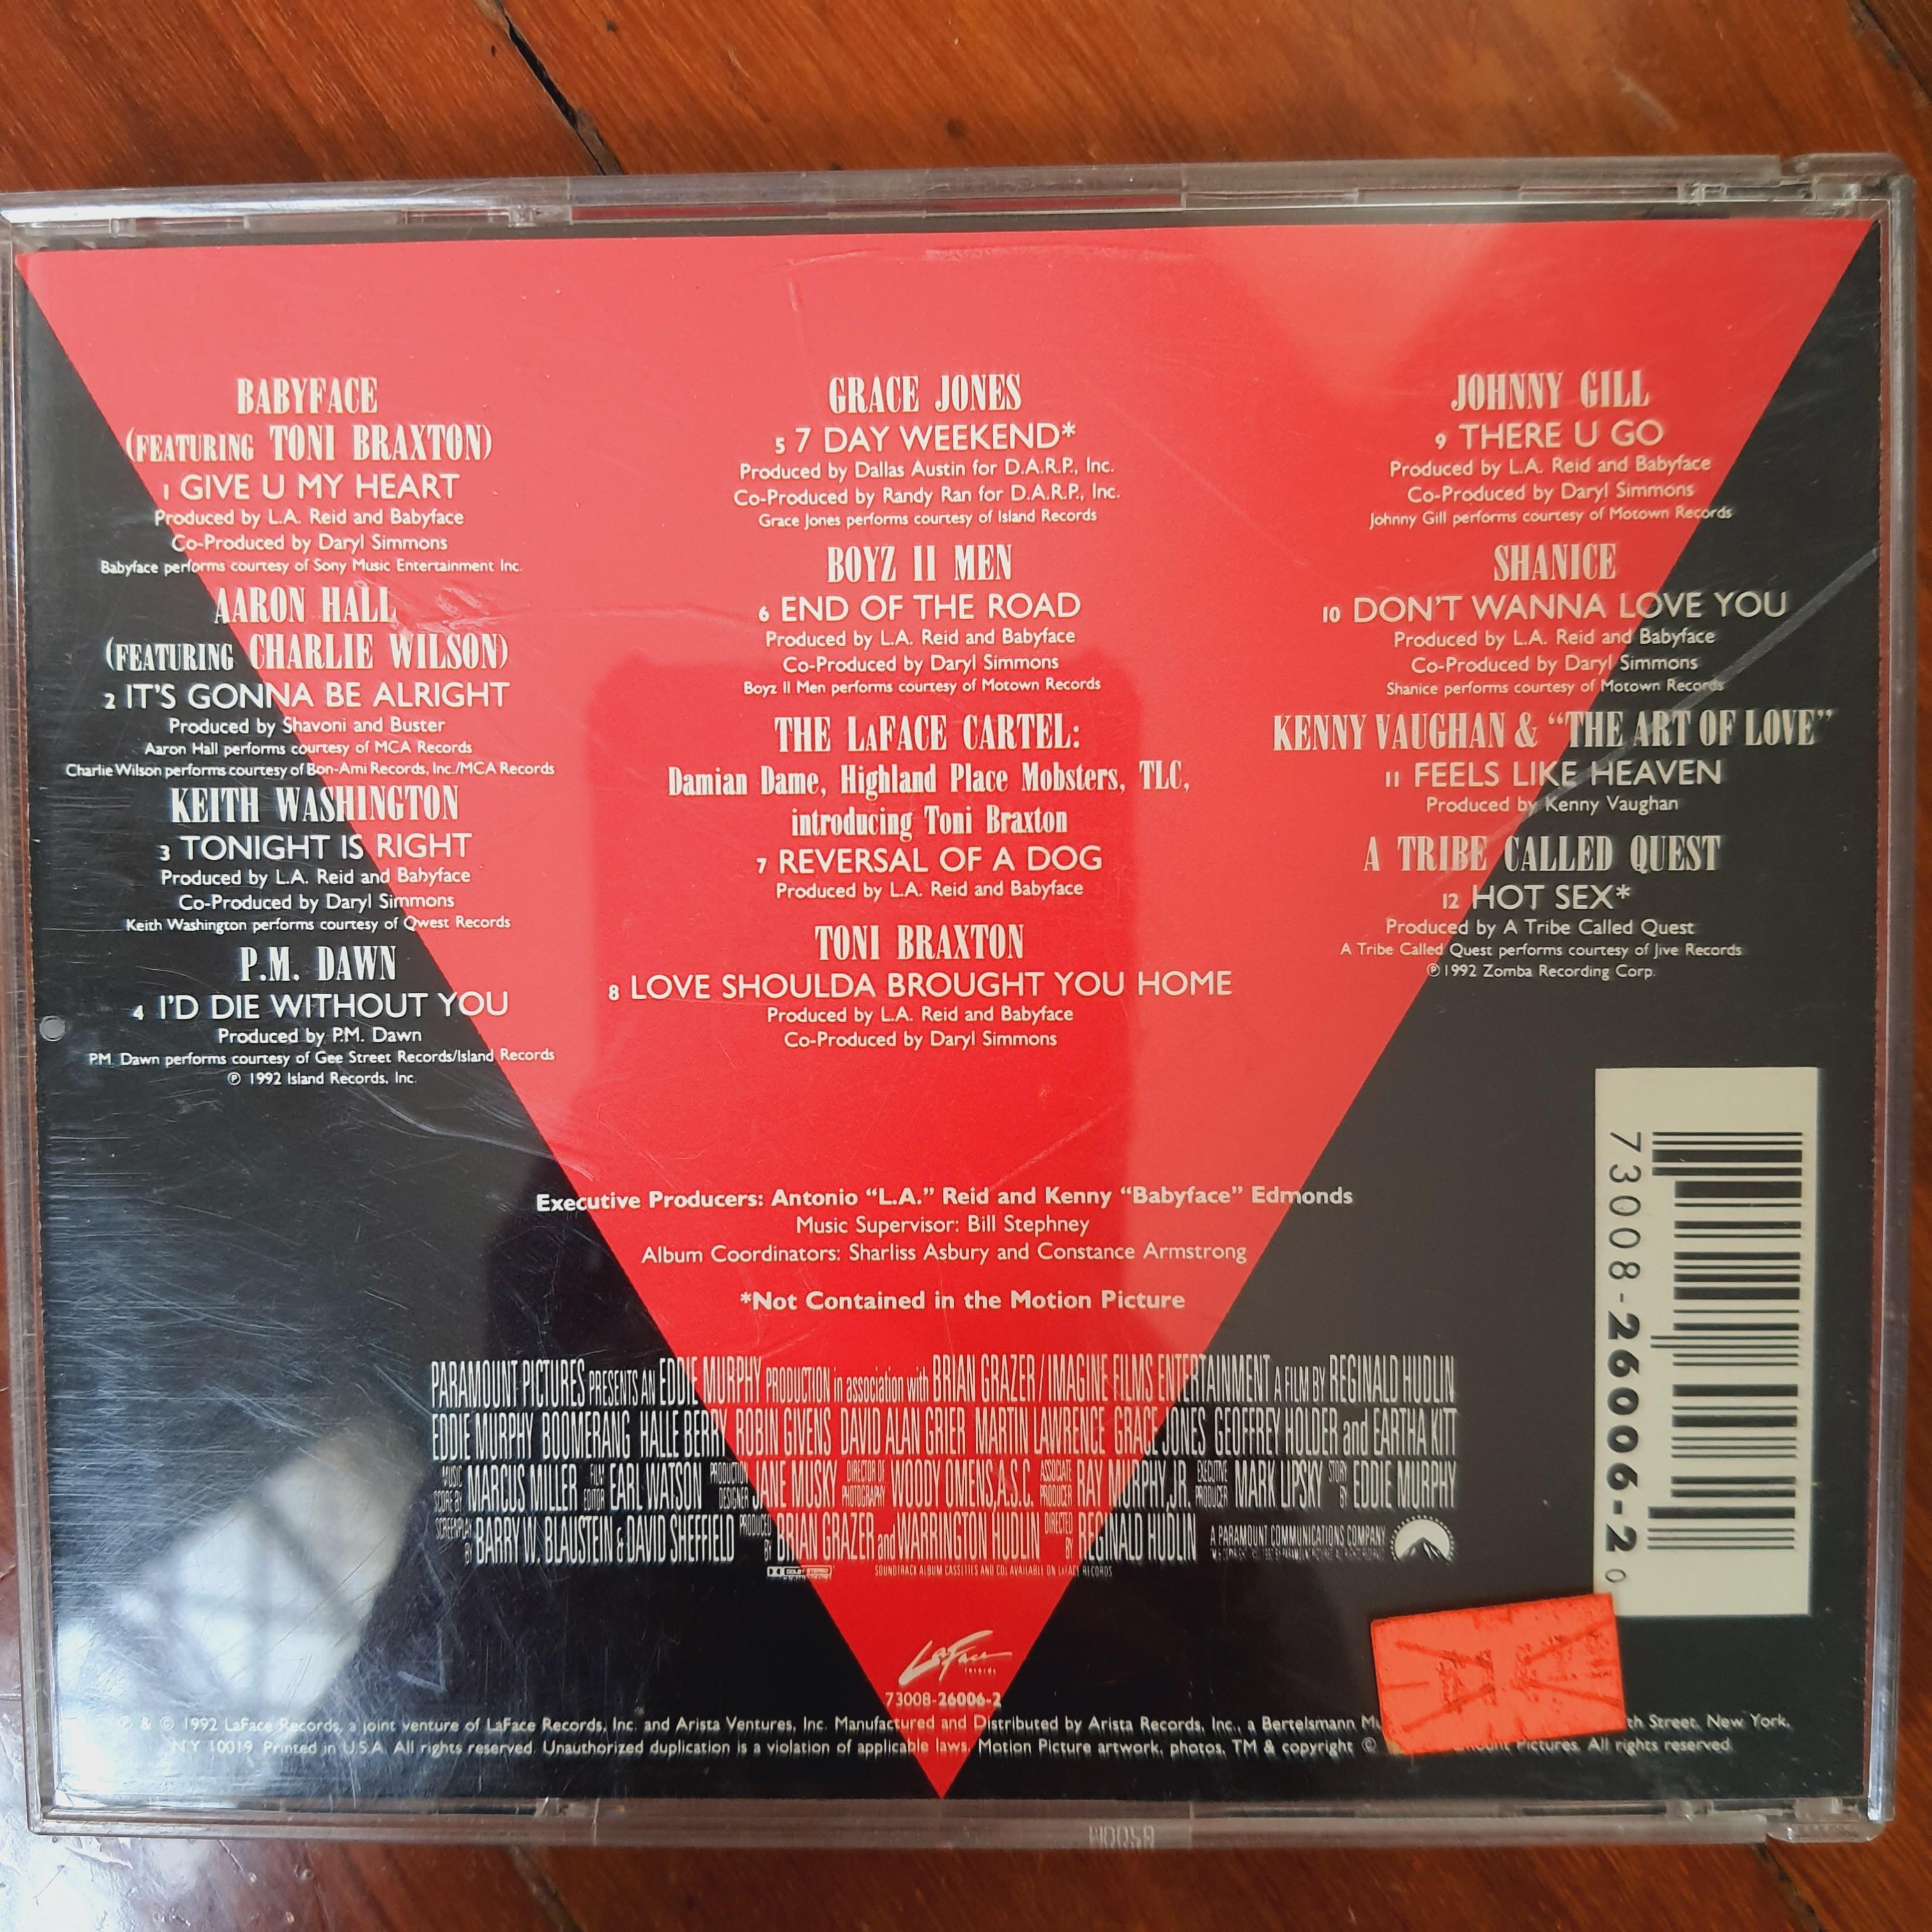 BABYFACE
(FEATURING TONI BRAXTON)
1 GIVE U MY HEART
Produced by L.A. Reid and Babyface
Co-Produced by Daryl Simmons
Babyface performs courtesy of Sony Music Entertainment Inc.
AARON HALL
(FEATURING CHARLIE WILSON)
2 IT'S GONNA BE ALRIGHT
Produced by Shavoni and Buster
Aaron Hall performs courtesy of MCA Records
Charlie Wilson performs courtesy of Bon-Ami Records, Inc./MCA Records
KEITH WASHINGTON
3 TONIGHT IS RIGHT
Produced by L.A. Reid and Babyface
Co-Produced by Daryl Simmons
Keith Washington performs courtesy of Qwest Records
P.M. DAWN
4 I'D DIE WITHOUT YOU
Produced by P.M. Dawn
P.M. Dawn performs courtesy of Gee Street Records/Island Records
℗ 1992 Island Records, Inc.
GRACE JONES
5 7 DAY WEEKEND*
Produced by Dallas Austin for D.A.R.P., Inc.
Co-Produced by Randy Ran for D.A.R.P., Inc.
Grace Jones performs courtesy of Island Records
BOYZ II MEN
6 END OF THE ROAD
Produced by L.A. Reid and Babyface
Co-Produced by Daryl Simmons
Boyz II Men performs courtesy of Motown Records
THE LAFACE CARTEL:
Damian Dame, Highland Place Mobsters, TLC,
introducing Toni Braxton
7 REVERSAL OF A DOG
Produced by L.A. Reid and Babyface
TONI BRAXTON
8 LOVE SHOULDA BROUGHT YOU HOME
Produced by L.A. Reid and Babyface
Co-Produced by Daryl Simmons
JOHNNY GILL
9 THERE U GO
Produced by L.A. Reid and Babyface
Co-Produced by Daryl Simmons
Johnny Gill performs courtesy of Motown Records
SHANICE
10 DON'T WANNA LOVE YOU
Produced by L.A. Reid and Babyface
Co-Produced by Daryl Simmons
Shanice performs courtesy of Motown Records
KENNY VAUGHAN & "THE ART OF LOVE"
11 FEELS LIKE HEAVEN
Produced by Kenny Vaughan
A TRIBE CALLED QUEST
12 HOT SEX*
Produced by A Tribe Called Quest
A Tribe Called Quest performs courtesy of Jive Records
℗ 1992 Zomba Recording Corp.
Executive Producers: Antonio "L.A." Reid and Kenny "Babyface" Edmonds
Music Supervisor: Bill Stephney
Album Coordinators: Sharliss Asbury and Constance Armstrong
*Not Contained in the Motion Picture
PARAMOUNT PICTURES PRESENTS AN EDDIE MURPHY PRODUCTION in association with BRIAN GRAZER / IMAGINE FILMS ENTERTAINMENT A FILM BY REGINALD HUDLIN
EDDIE MURPHY BOOMERANG HALLE BERRY ROBIN GIVENS DAVID ALAN GRIER MARTIN LAWRENCE GRACE JONES GEOFFREY HOLDER and EARTHA KITT
MUSIC SCORE BY MARCUS MILLER FILM EDITOR EARL WATSON PRODUCTION DESIGNER JANE MUSKY DIRECTOR OF PHOTOGRAPHY WOODY OMENS, A.S.C. ASSOCIATE PRODUCER RAY MURPHY, JR. EXECUTIVE PRODUCER MARK LIPSKY STORY BY EDDIE MURPHY
SCREENPLAY BY BARRY W. BLAUSTEIN & DAVID SHEFFIELD PRODUCED BY BRIAN GRAZER and WARRINGTON HUDLIN DIRECTED BY REGINALD HUDLIN A PARAMOUNT COMMUNICATIONS COMPANY
DOLBY STEREO SOUNDTRACK ALBUM CASSETTES AND CDs AVAILABLE ON LAFACE RECORDS
LaFace
records
73008-26006-2
℗ & © 1992 LaFace Records, a joint venture of LaFace Records, Inc. and Arista Ventures, Inc. Manufactured and Distributed by Arista Records, Inc., a Bertelsmann th Street, New York,
N.Y. 10019. Printed in U.S.A. All rights reserved. Unauthorized duplication is a violation of applicable laws. Motion Picture artwork, photos, TM & copyright © Pictures. All rights reserved.
7 3008-26006-2 0